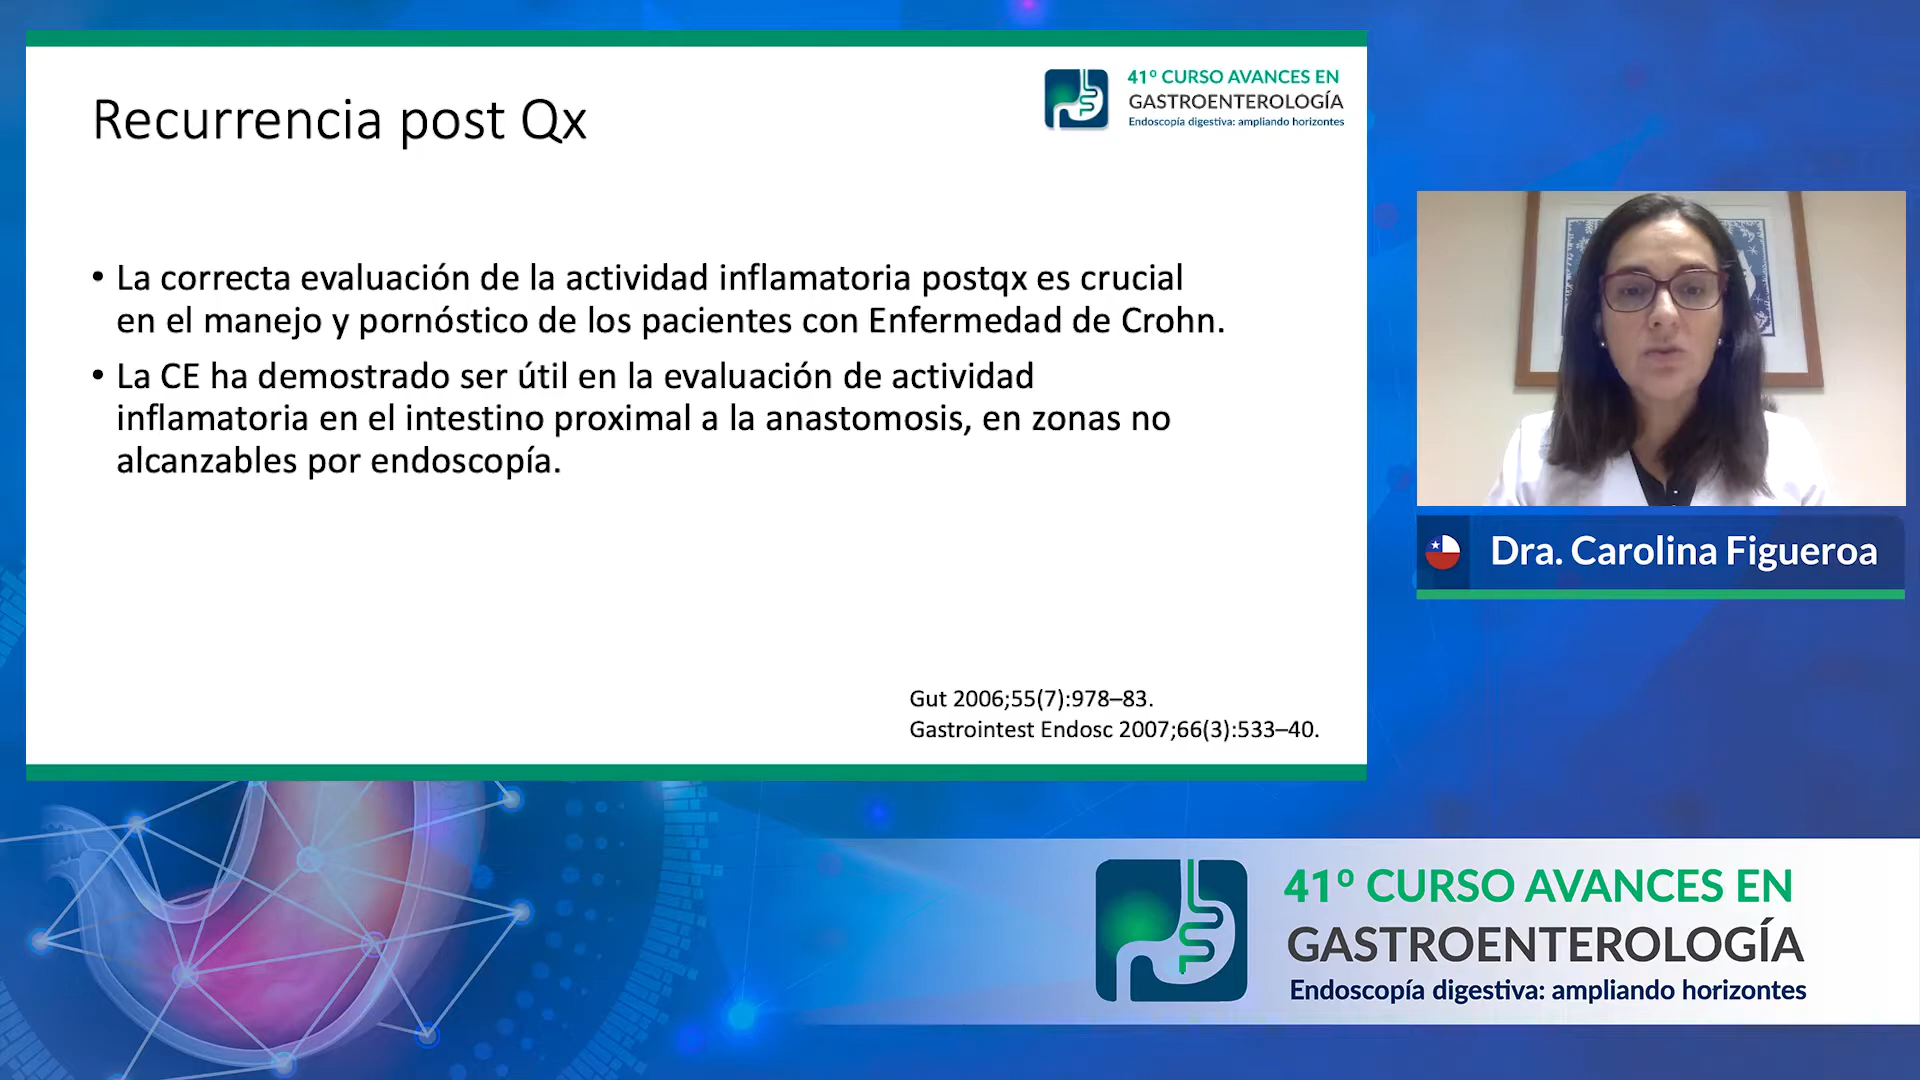 Recurrencia post Qx
41º CURSO AVANCES EN
GASTROENTEROLOGÍA
Endoscopía digestiva: ampliando horizontes
• La correcta evaluación de la actividad inflamatoria postqx es crucial
en el manejo y pornóstico de los pacientes con Enfermedad de Crohn.
• La CE ha demostrado ser útil en la evaluación de actividad
inflamatoria en el intestino proximal a la anastomosis, en zonas no
alcanzables por endoscopía.
Gut 2006;55(7):978–83.
Gastrointest Endosc 2007;66(3):533–40.
Dra. Carolina Figueroa
41º CURSO AVANCES EN
GASTROENTEROLOGÍA
Endoscopía digestiva: ampliando horizontes